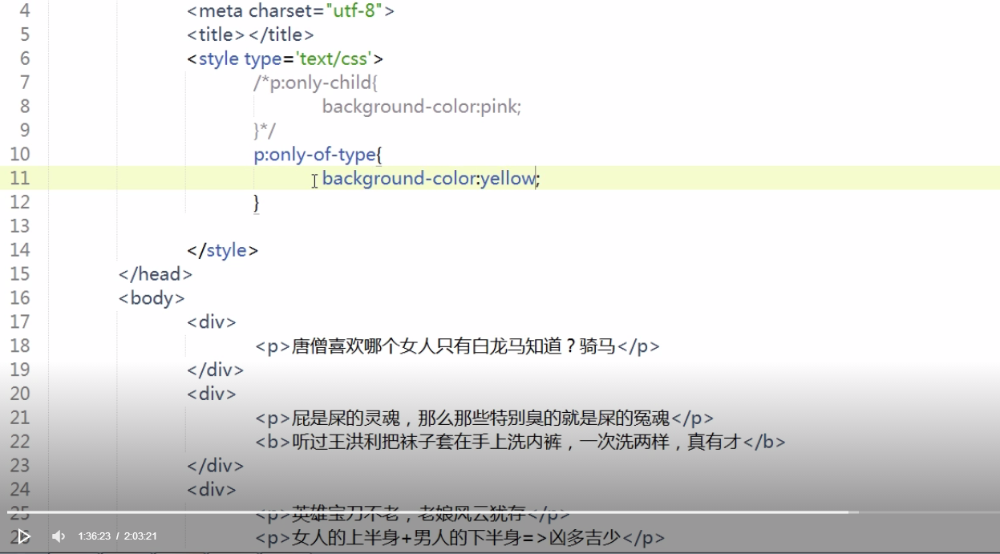 4 <meta charset="utf-8">
5 <title></title>
6 <style type='text/css'>
7 /*p:only-child{
8 background-color:pink;
9 }*/
10 p:only-of-type{
11 background-color:yellow;
12 }
13
14 </style>
15 </head>
16 <body>
17 <div>
18 <p>唐僧喜欢哪个女人只有白龙马知道？骑马</p>
19 </div>
20 <div>
21 <p>屁是屎的灵魂，那么那些特别臭的就是屎的冤魂</p>
22 <b>听过王洪利把袜子套在手上洗内裤，一次洗两样，真有才</b>
23 </div>
24 <div>
25 <p>英雄宝刀不老，老娘风云犹存</p>
26 <p>女人的上半身+男人的下半身=>凶多吉少</p>
1:36:23 / 2:03:21